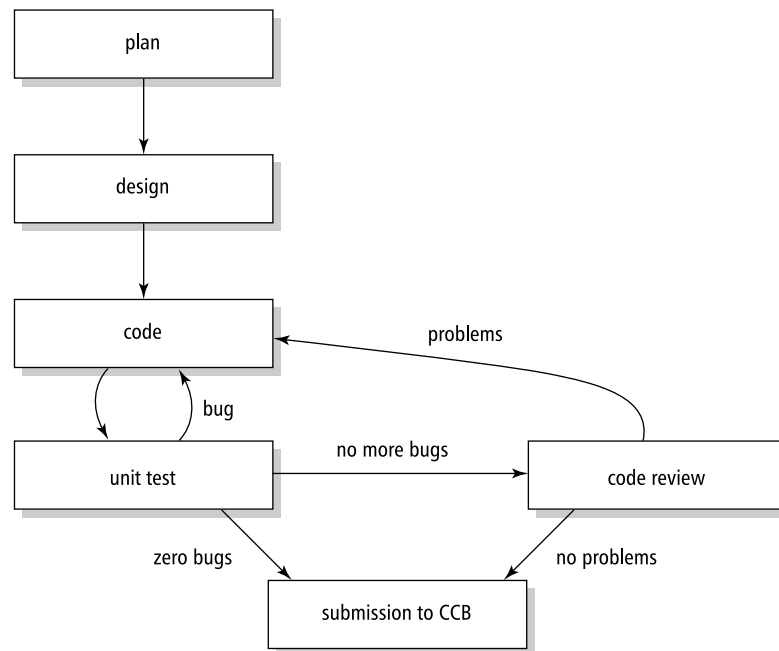 plan
design
code
problems
bug
unit test
no more bugs
code review
zero bugs
no problems
submission to CCB